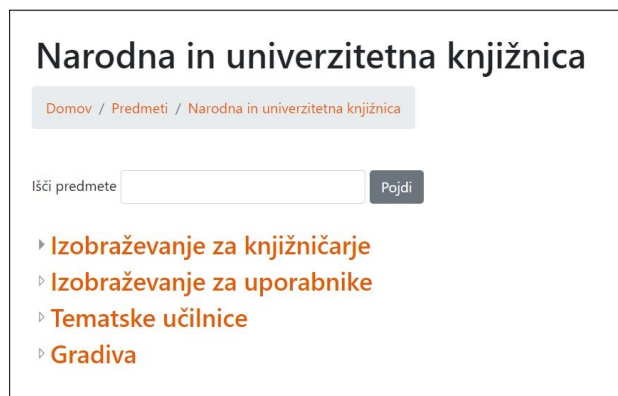 Narodna in univerzitetna knjižnica
Domov / Predmeti / Narodna in univerzitetna knjižnica
Išči predmete Pojdi
Izobraževanje za knjižničarje
Izobraževanje za uporabnike
Tematske učilnice
Gradiva